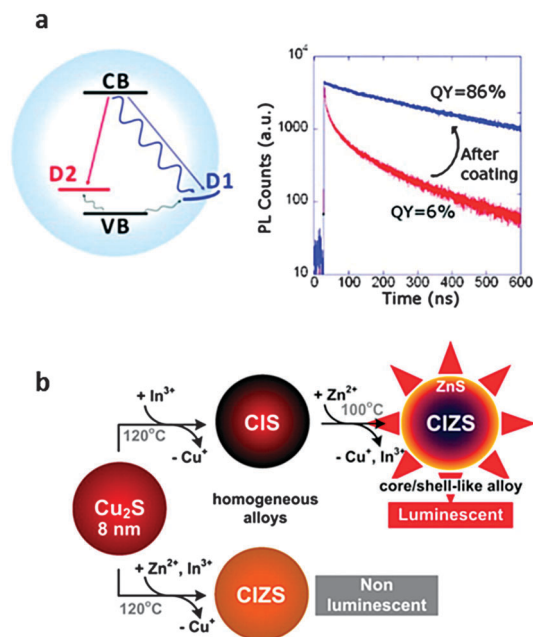 a
CB
D2
D1
VB
PL Counts (a.u.)
10⁴
1000
100
10
QY=86%
After
coating
QY=6%
0 100 200 300 400 500 600
Time (ns)
b
+ In³⁺
120°C
- Cu⁺
CIS
+ Zn²⁺
100°C
- Cu⁺, In³⁺
ZnS
CIZS
core/shell-like alloy
Luminescent
homogeneous
alloys
Cu₂S
8 nm
+ Zn²⁺, In³⁺
120°C
- Cu⁺
CIZS
Non
luminescent